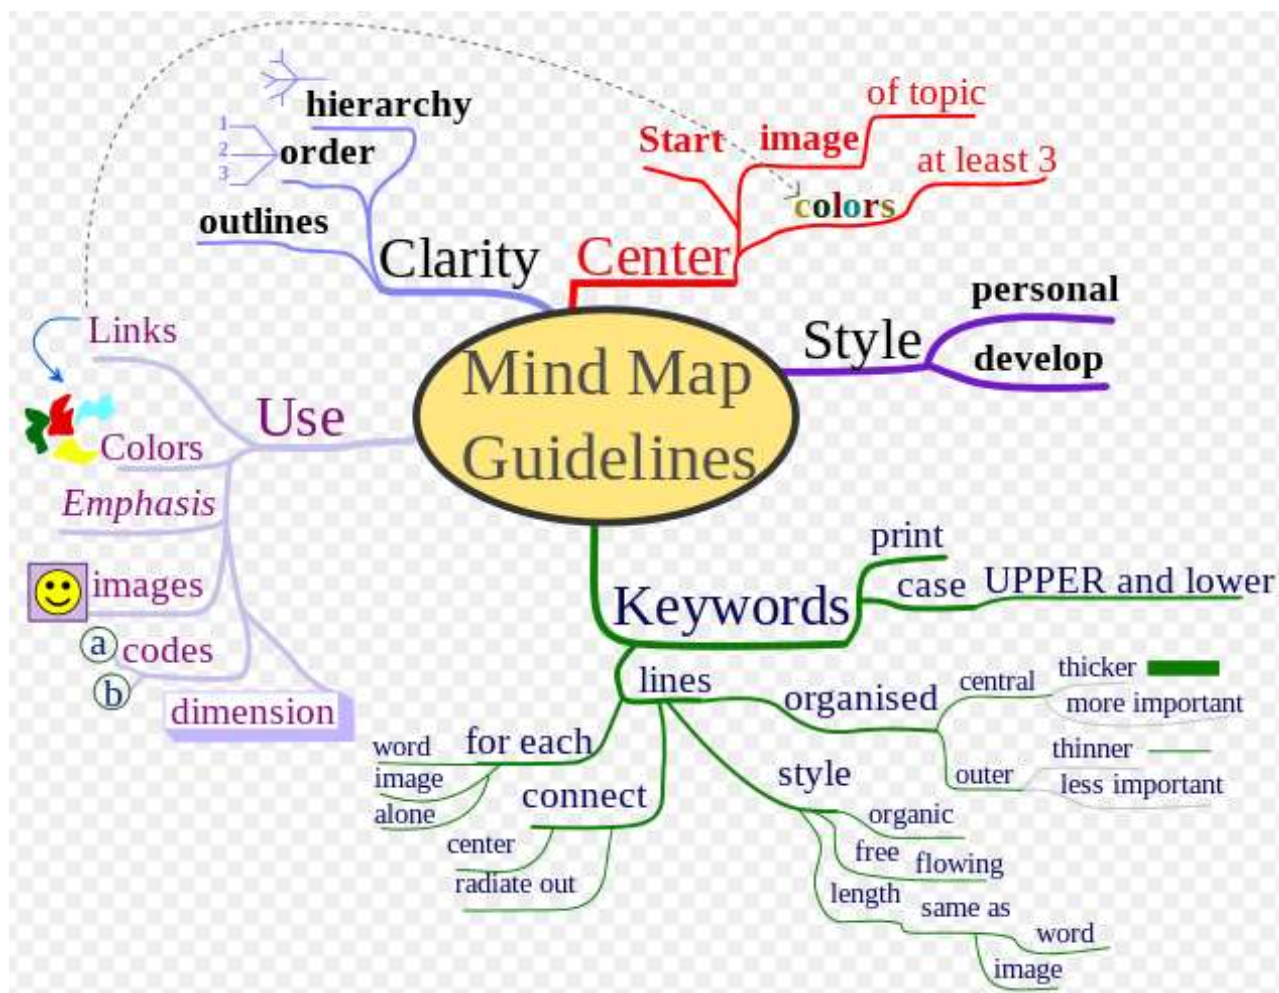 Mind Map
Guidelines
Clarity
hierarchy
1
2
3
order
outlines
Center
Start
image
of topic
colors
at least 3
Style
personal
develop
Use
Links
Colors
Emphasis
images
codes
a
b
dimension
Keywords
print
case
UPPER and lower
lines
organised
central
thicker
more important
outer
thinner
less important
style
organic
free
flowing
length
same as
word
image
connect
center
radiate out
for each
word
image
alone